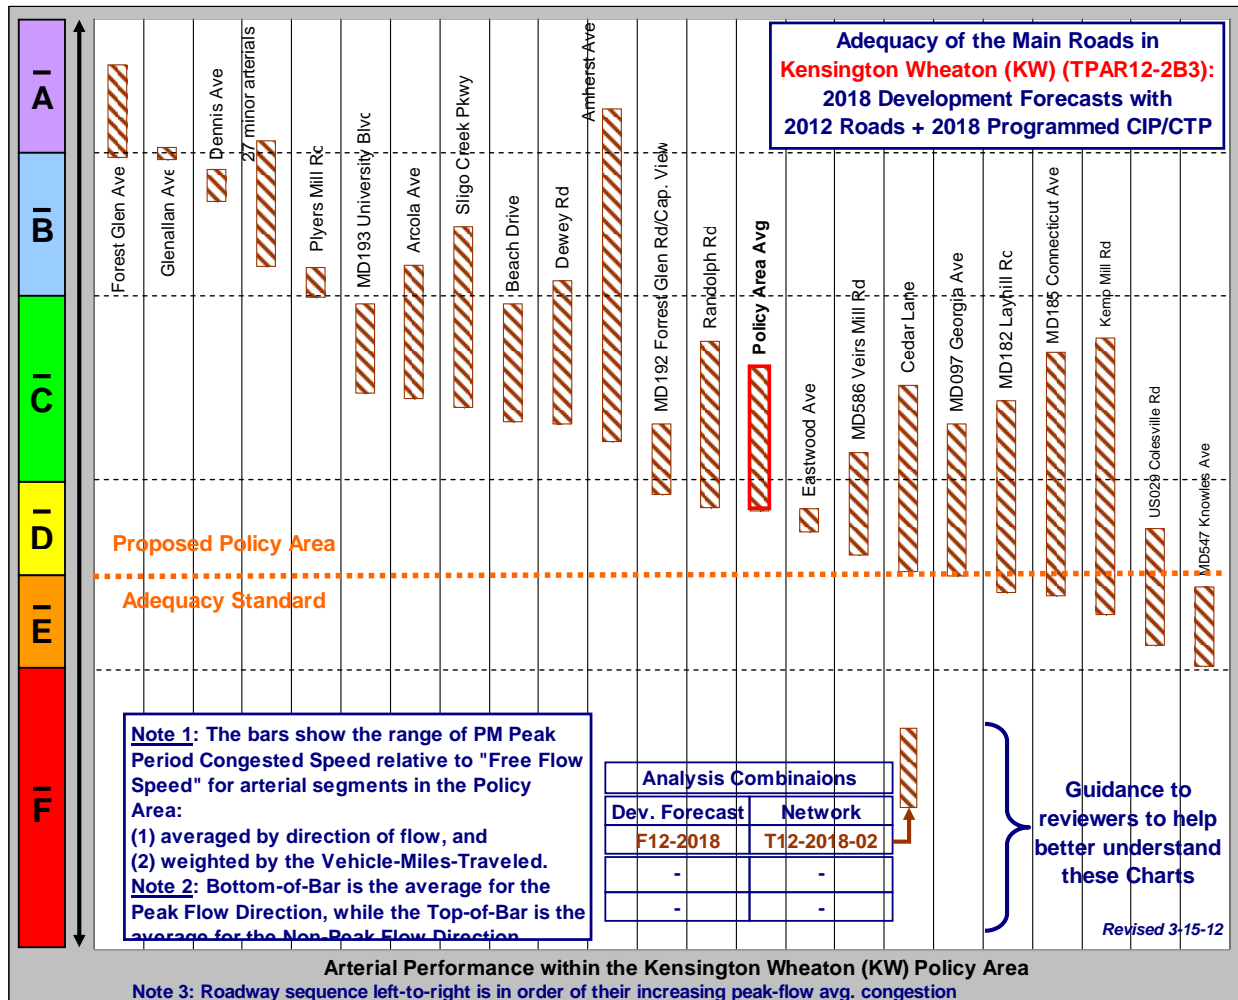 A
B
C
D
E
F
Forest Glen Ave
Glenallan Ave
Dennis Ave
27 minor arterials
Plyers Mill Rd
MD193 University Blvd
Arcola Ave
Sligo Creek Pkwy
Beach Drive
Dewey Rd
Amherst Ave
MD192 Forrest Glen Rd/Cap. View
Randolph Rd
Policy Area Avg
Eastwood Ave
MD586 Veirs Mill Rd
Cedar Lane
MD097 Georgia Ave
MD182 Layhill Rd
MD185 Connecticut Ave
Kemp Mill Rd
US029 Colesville Rd
MD547 Knowles Ave
Adequacy of the Main Roads in
Kensington Wheaton (KW) (TPAR12-2B3):
2018 Development Forecasts with
2012 Roads + 2018 Programmed CIP/CTP
Proposed Policy Area
Adequacy Standard
Note 1: The bars show the range of PM Peak
Period Congested Speed relative to "Free Flow
Speed" for arterial segments in the Policy
Area:
(1) averaged by direction of flow, and
(2) weighted by the Vehicle-Miles-Traveled.
Note 2: Bottom-of-Bar is the average for the
Peak Flow Direction, while the Top-of-Bar is the
average for the Non-Peak Flow Direction
Analysis Combinaions
Dev. Forecast Network
F12-2018 T12-2018-02
- -
- -
Guidance to
reviewers to help
better understand
these Charts
Revised 3-15-12
Arterial Performance within the Kensington Wheaton (KW) Policy Area
Note 3: Roadway sequence left-to-right is in order of their increasing peak-flow avg. congestion